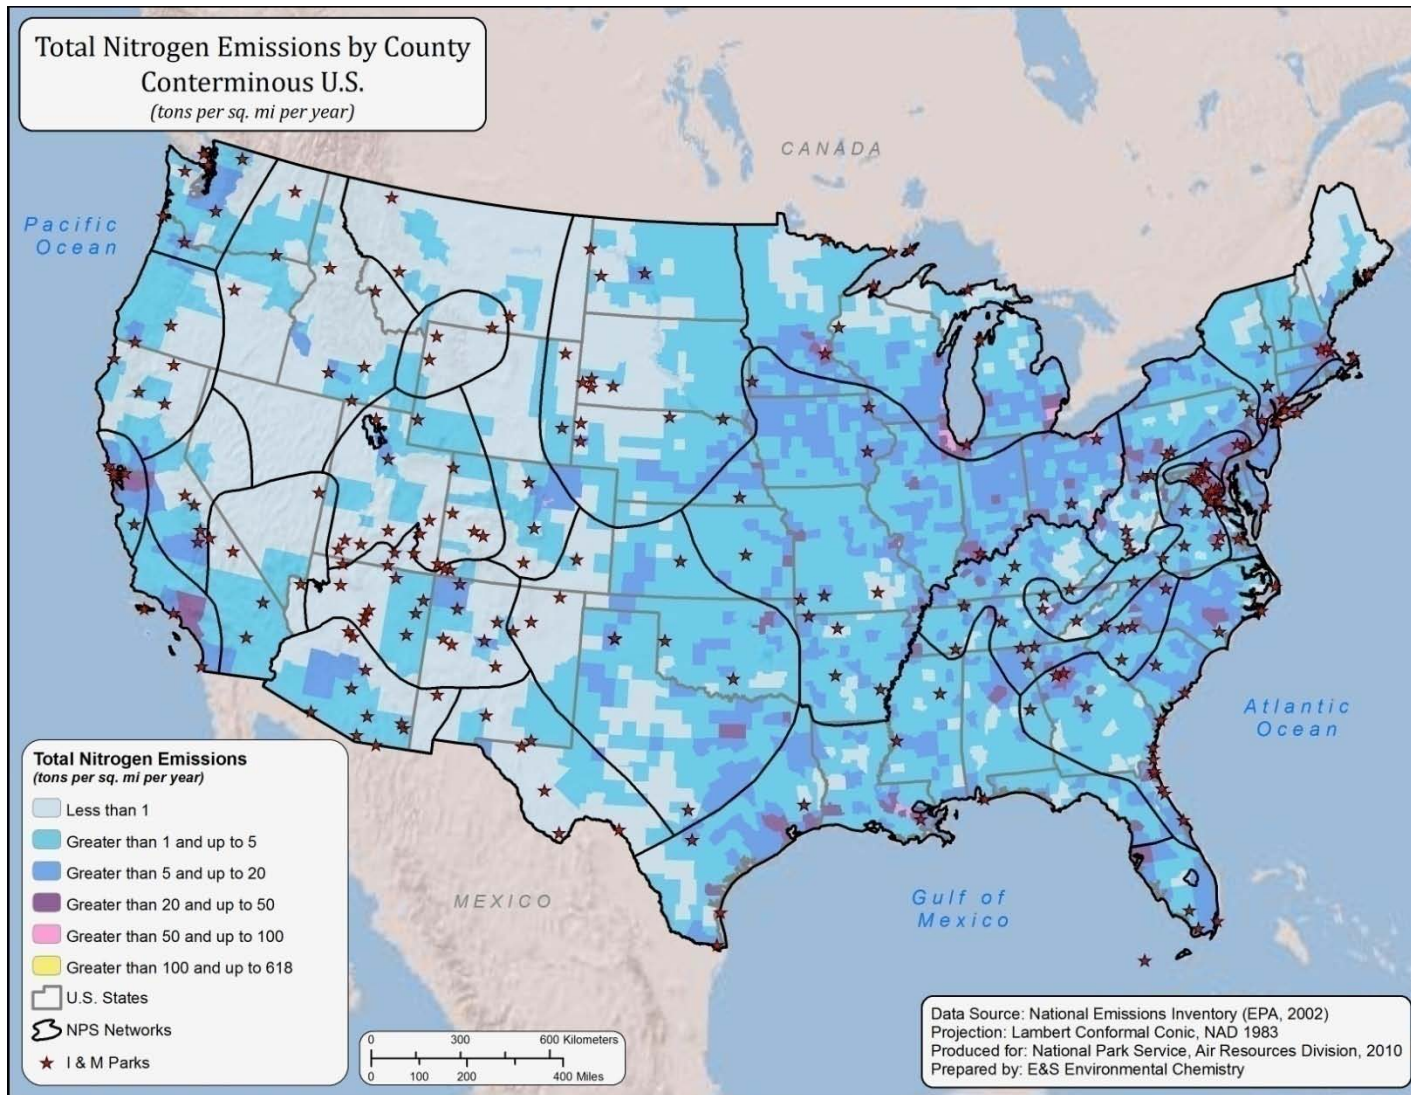 Total Nitrogen Emissions by County
Conterminous U.S.
(tons per sq. mi per year)
CANADA
Pacific
Ocean
Atlantic
Ocean
Gulf of
Mexico
MEXICO
Total Nitrogen Emissions
(tons per sq. mi per year)
Less than 1
Greater than 1 and up to 5
Greater than 5 and up to 20
Greater than 20 and up to 50
Greater than 50 and up to 100
Greater than 100 and up to 618
U.S. States
NPS Networks
I & M Parks
0 300 600 Kilometers
0 100 200 400 Miles
Data Source: National Emissions Inventory (EPA, 2002)
Projection: Lambert Conformal Conic, NAD 1983
Produced for: National Park Service, Air Resources Division, 2010
Prepared by: E&S Environmental Chemistry